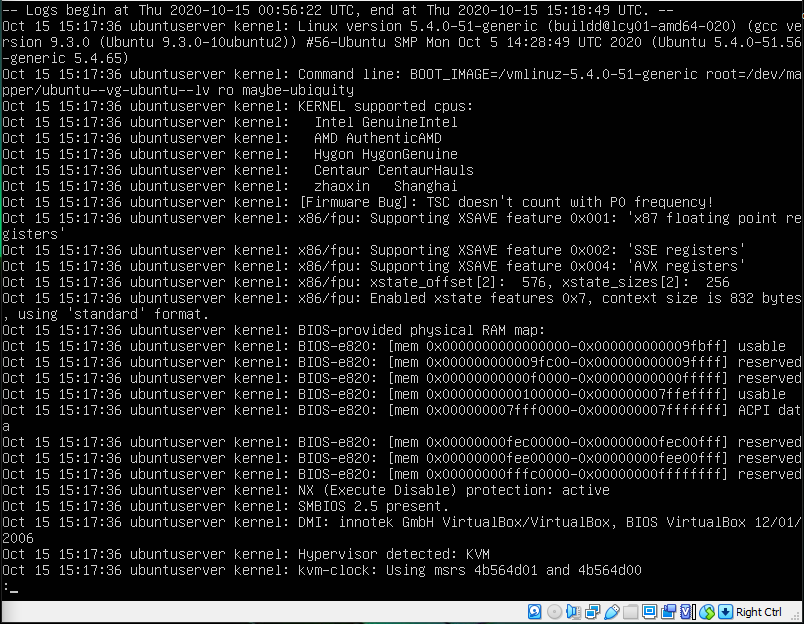 -- Logs begin at Thu 2020-10-15 00:56:22 UTC, end at Thu 2020-10-15 15:18:49 UTC. --
Oct 15 15:17:36 ubuntuserver kernel: Linux version 5.4.0-51-generic (buildd@lcy01-amd64-020) (gcc ve
rsion 9.3.0 (Ubuntu 9.3.0-10ubuntu2)) #56-Ubuntu SMP Mon Oct 5 14:28:49 UTC 2020 (Ubuntu 5.4.0-51.56
-generic 5.4.65)
Oct 15 15:17:36 ubuntuserver kernel: Command line: BOOT_IMAGE=/vmlinuz-5.4.0-51-generic root=/dev/ma
pper/ubuntu--vg-ubuntu--lv ro maybe-ubiquity
Oct 15 15:17:36 ubuntuserver kernel: KERNEL supported cpus:
Oct 15 15:17:36 ubuntuserver kernel:   Intel GenuineIntel
Oct 15 15:17:36 ubuntuserver kernel:   AMD AuthenticAMD
Oct 15 15:17:36 ubuntuserver kernel:   Hygon HygonGenuine
Oct 15 15:17:36 ubuntuserver kernel:   Centaur CentaurHauls
Oct 15 15:17:36 ubuntuserver kernel:   zhaoxin   Shanghai
Oct 15 15:17:36 ubuntuserver kernel: [Firmware Bug]: TSC doesn't count with P0 frequency!
Oct 15 15:17:36 ubuntuserver kernel: x86/fpu: Supporting XSAVE feature 0x001: 'x87 floating point re
gisters'
Oct 15 15:17:36 ubuntuserver kernel: x86/fpu: Supporting XSAVE feature 0x002: 'SSE registers'
Oct 15 15:17:36 ubuntuserver kernel: x86/fpu: Supporting XSAVE feature 0x004: 'AVX registers'
Oct 15 15:17:36 ubuntuserver kernel: x86/fpu: xstate_offset[2]:  576, xstate_sizes[2]:  256
Oct 15 15:17:36 ubuntuserver kernel: x86/fpu: Enabled xstate features 0x7, context size is 832 bytes
, using 'standard' format.
Oct 15 15:17:36 ubuntuserver kernel: BIOS-provided physical RAM map:
Oct 15 15:17:36 ubuntuserver kernel: BIOS-e820: [mem 0x0000000000000000-0x000000000009fbff] usable
Oct 15 15:17:36 ubuntuserver kernel: BIOS-e820: [mem 0x000000000009fc00-0x000000000009ffff] reserved
Oct 15 15:17:36 ubuntuserver kernel: BIOS-e820: [mem 0x00000000000f0000-0x00000000000fffff] reserved
Oct 15 15:17:36 ubuntuserver kernel: BIOS-e820: [mem 0x0000000000100000-0x000000007ffeffff] usable
Oct 15 15:17:36 ubuntuserver kernel: BIOS-e820: [mem 0x000000007fff0000-0x000000007fffffff] ACPI dat
a
Oct 15 15:17:36 ubuntuserver kernel: BIOS-e820: [mem 0x00000000fec00000-0x00000000fec00fff] reserved
Oct 15 15:17:36 ubuntuserver kernel: BIOS-e820: [mem 0x00000000fee00000-0x00000000fee00fff] reserved
Oct 15 15:17:36 ubuntuserver kernel: BIOS-e820: [mem 0x00000000fffc0000-0x00000000ffffffff] reserved
Oct 15 15:17:36 ubuntuserver kernel: NX (Execute Disable) protection: active
Oct 15 15:17:36 ubuntuserver kernel: SMBIOS 2.5 present.
Oct 15 15:17:36 ubuntuserver kernel: DMI: innotek GmbH VirtualBox/VirtualBox, BIOS VirtualBox 12/01/
2006
Oct 15 15:17:36 ubuntuserver kernel: Hypervisor detected: KVM
Oct 15 15:17:36 ubuntuserver kernel: kvm-clock: Using msrs 4b564d01 and 4b564d00
:_
Right Ctrl